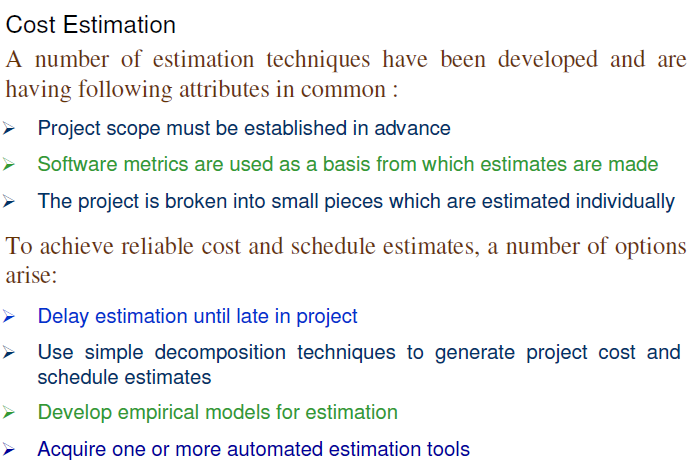 Cost Estimation
A number of estimation techniques have been developed and are
having following attributes in common :
➢ Project scope must be established in advance
➢ Software metrics are used as a basis from which estimates are made
➢ The project is broken into small pieces which are estimated individually
To achieve reliable cost and schedule estimates, a number of options
arise:
➢ Delay estimation until late in project
➢ Use simple decomposition techniques to generate project cost and
schedule estimates
➢ Develop empirical models for estimation
➢ Acquire one or more automated estimation tools